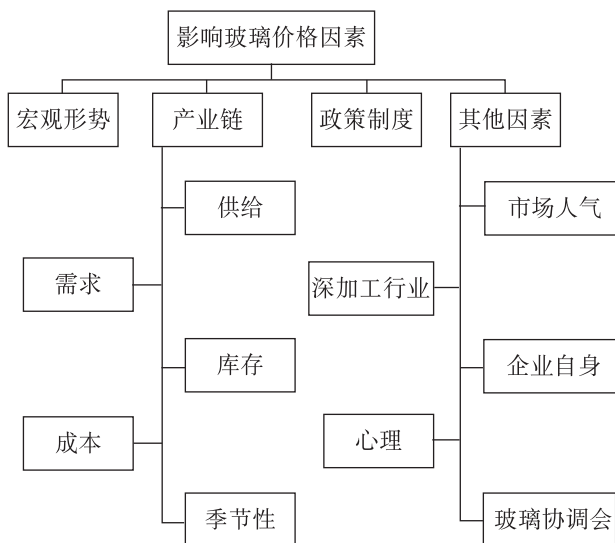 影响玻璃价格因素
宏观形势
产业链
政策制度
其他因素
供给
需求
库存
成本
季节性
市场人气
深加工行业
企业自身
心理
玻璃协调会